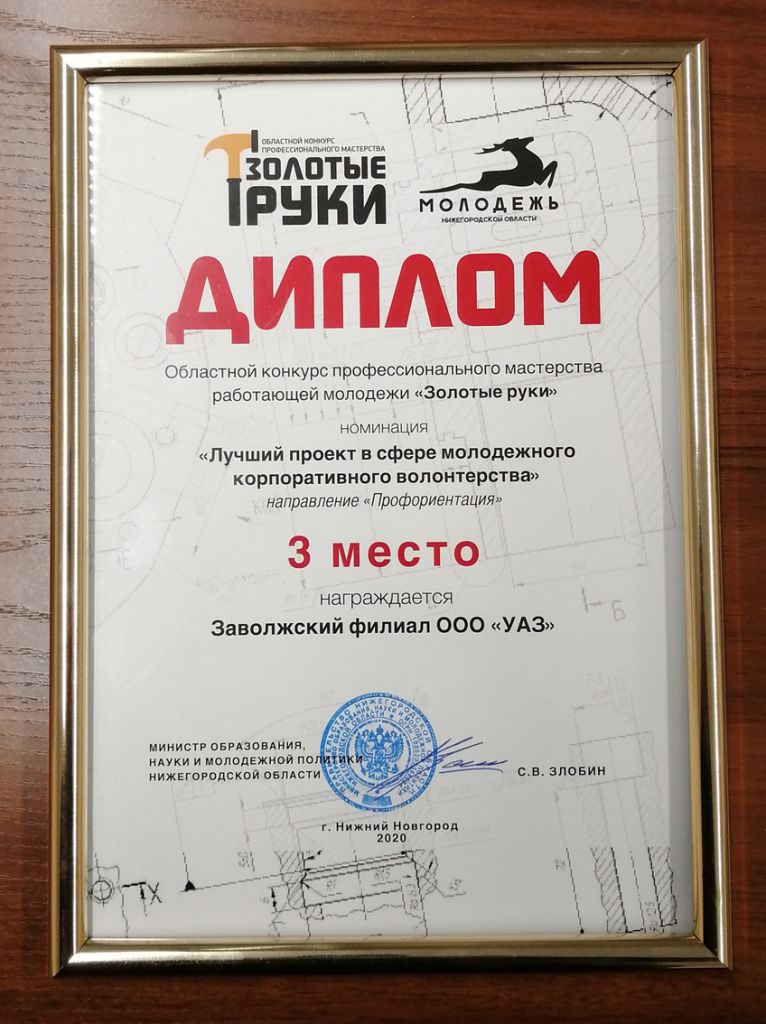 ОБЛАСТНОЙ КОНКУРС
ПРОФЕССИОНАЛЬНОГО МАСТЕРСТВА
ЗОЛОТЫЕ
РУКИ
МОЛОДЕЖЬ
НИЖЕГОРОДСКОЙ ОБЛАСТИ
ДИПЛОМ
Областной конкурс профессионального мастерства
работающей молодежи «Золотые руки»
номинация
«Лучший проект в сфере молодежного
корпоративного волонтерства»
направление «Профориентация»
3 место
награждается
Заволжский филиал ООО «УАЗ»
МИНИСТР ОБРАЗОВАНИЯ,
НАУКИ И МОЛОДЕЖНОЙ ПОЛИТИКИ
НИЖЕГОРОДСКОЙ ОБЛАСТИ
С.В. ЗЛОБИН
г. Нижний Новгород
2020